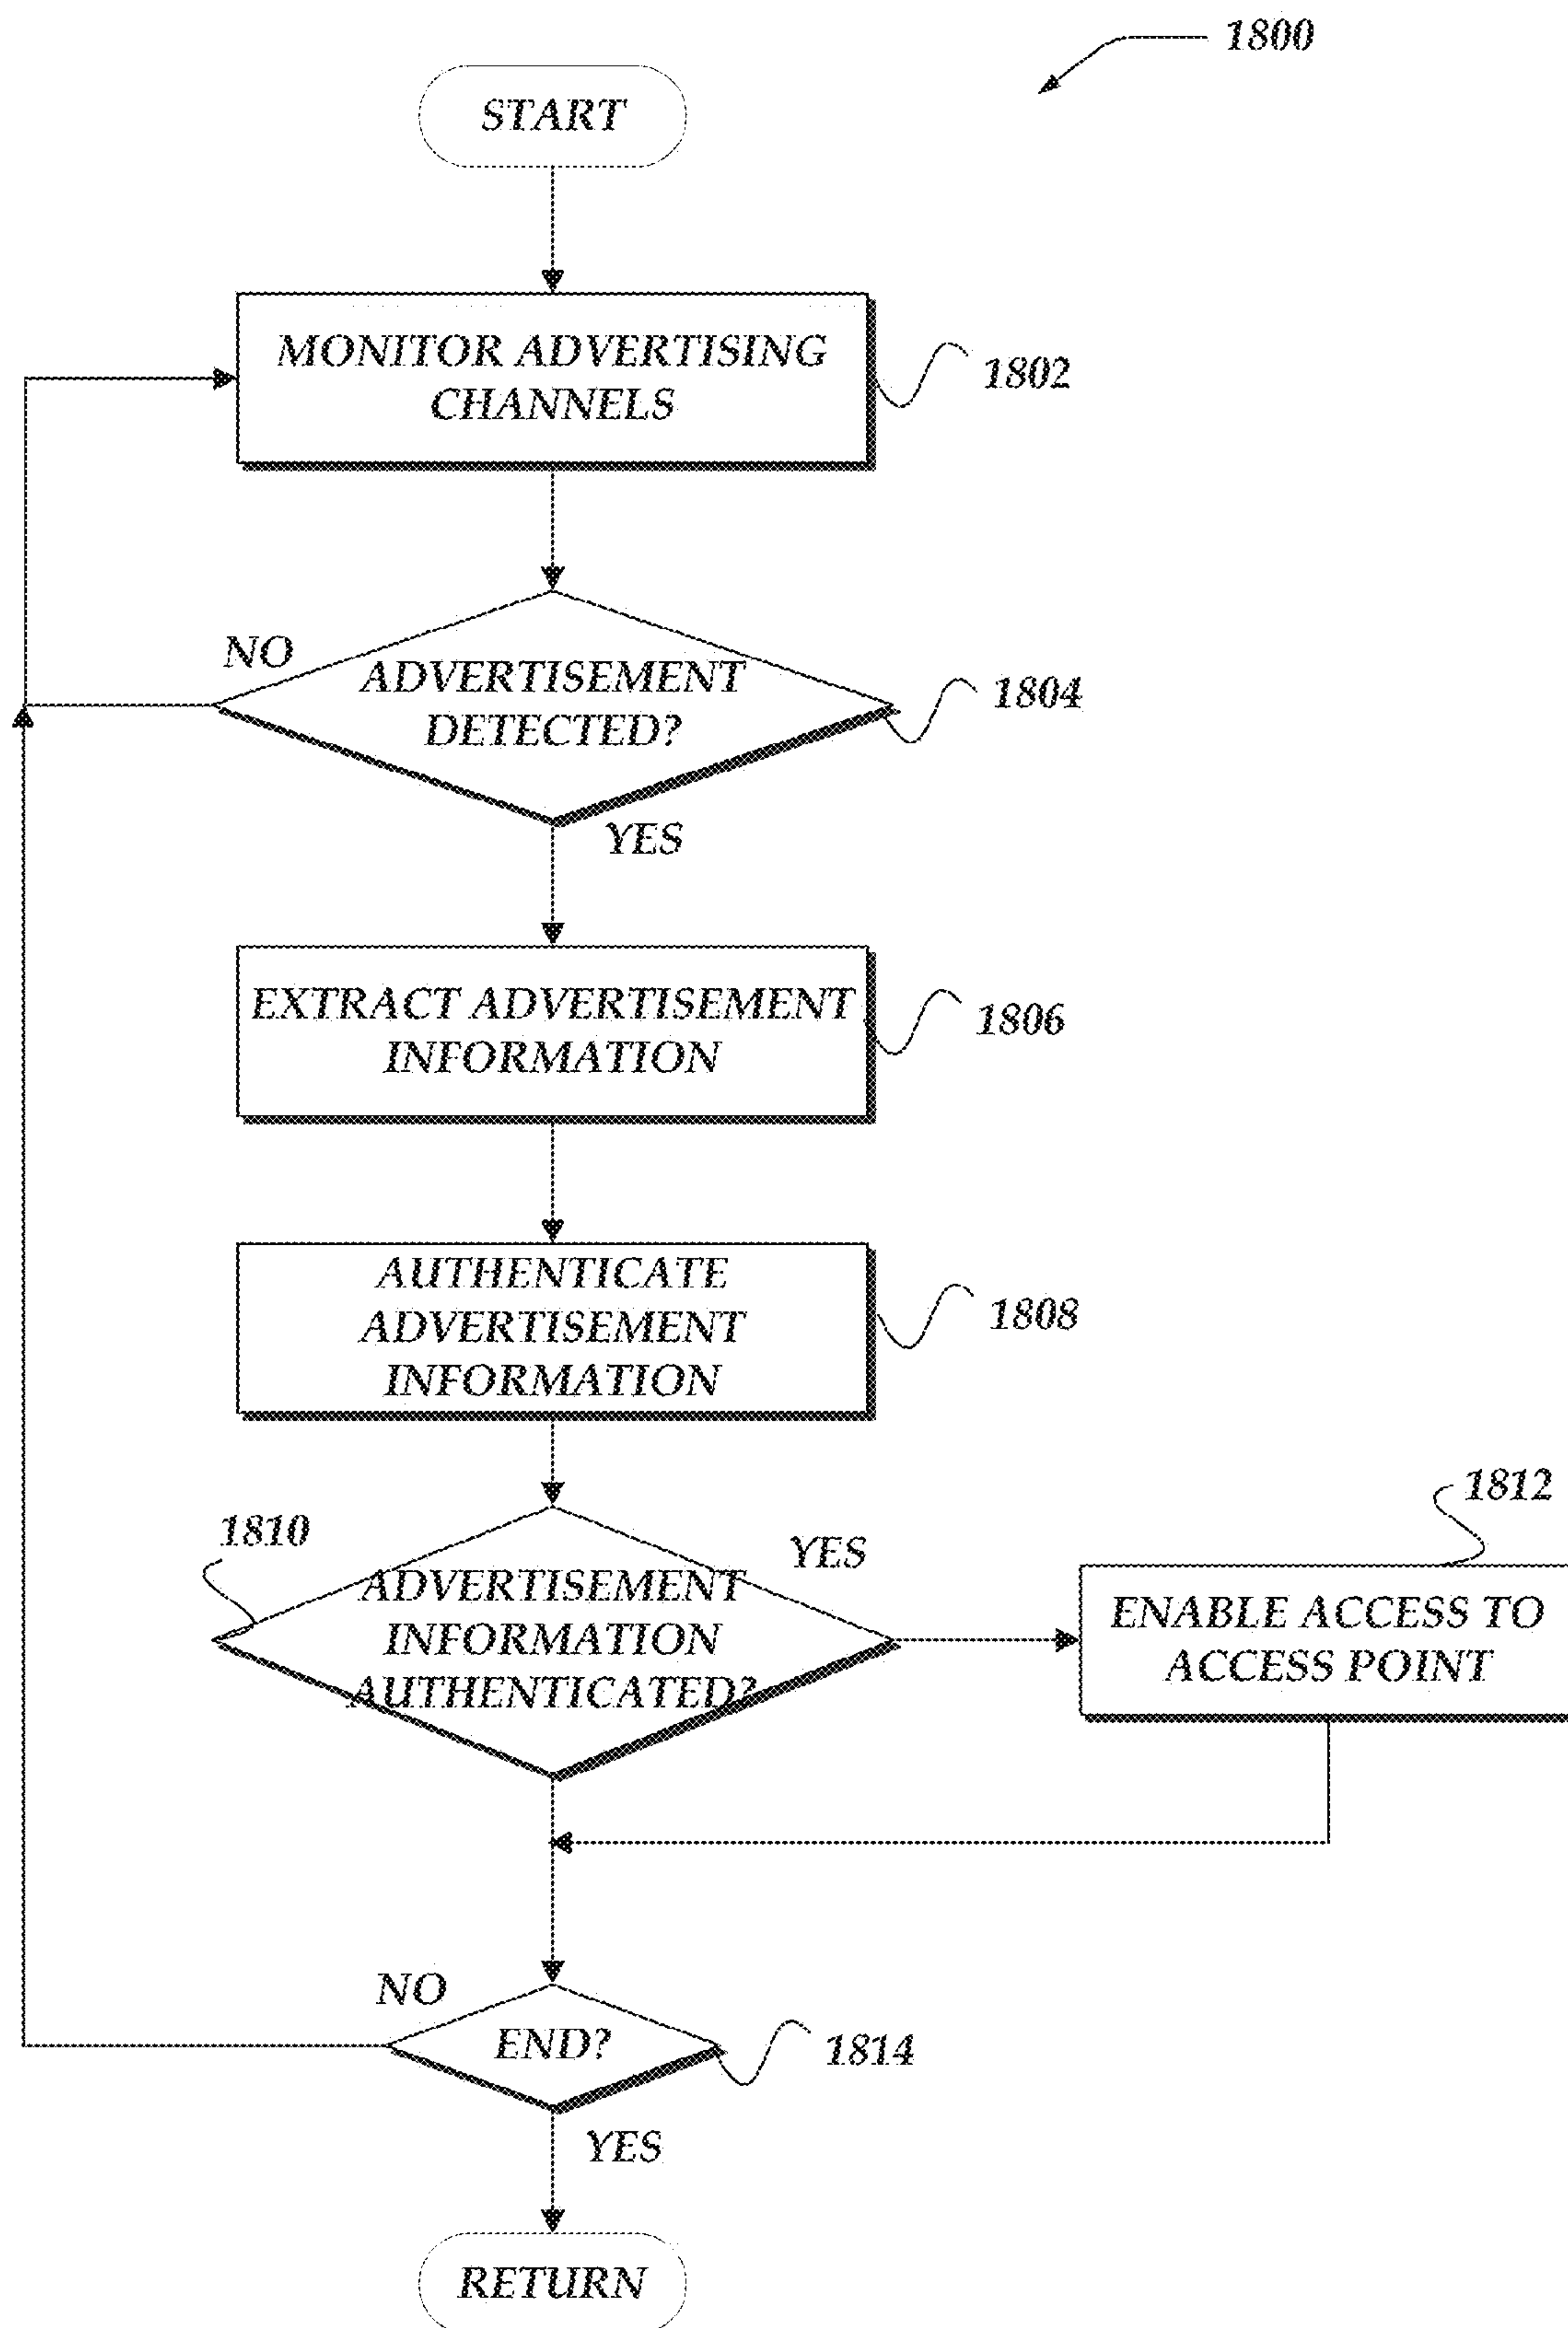 1800
START
MONITOR ADVERTISING
CHANNELS
1802
NO
ADVERTISEMENT
DETECTED?
1804
YES
EXTRACT ADVERTISEMENT
INFORMATION
1806
AUTHENTICATE
ADVERTISEMENT
INFORMATION
1808
1810
ADVERTISEMENT
INFORMATION
AUTHENTICATED?
YES
1812
ENABLE ACCESS TO
ACCESS POINT
NO
END?
1814
YES
RETURN